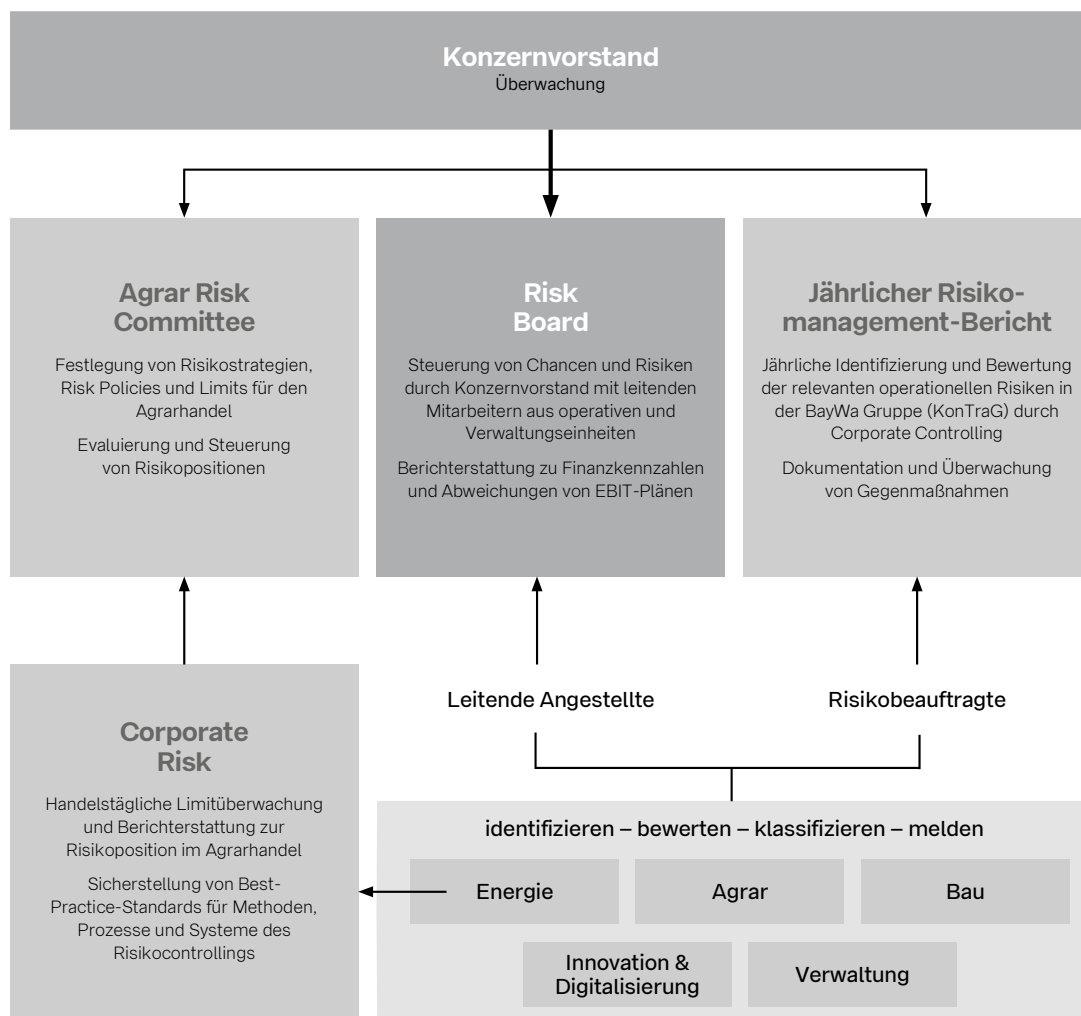 Konzernvorstand
Überwachung
Agrar Risk
Committee
Festlegung von Risikostrategien,
Risk Policies und Limits für den
Agrarhandel
Evaluierung und Steuerung
von Risikopositionen
Risk
Board
Steuerung von Chancen und Risiken
durch Konzernvorstand mit leitenden
Mitarbeitern aus operativen und
Verwaltungseinheiten
Berichterstattung zu Finanzkennzahlen
und Abweichungen von EBIT-Plänen
Jährlicher Risiko-
management-Bericht
Jährliche Identifizierung und Bewertung
der relevanten operationellen Risiken in
der BayWa Gruppe (KonTraG) durch
Corporate Controlling
Dokumentation und Überwachung
von Gegenmaßnahmen
Leitende Angestellte
Risikobeauftragte
Corporate
Risk
Handelstägliche Limitüberwachung
und Berichterstattung zur
Risikoposition im Agrarhandel
Sicherstellung von Best-
Practice-Standards für Methoden,
Prozesse und Systeme des
Risikocontrollings
identifizieren – bewerten – klassifizieren – melden
Energie
Agrar
Bau
Innovation &
Digitalisierung
Verwaltung